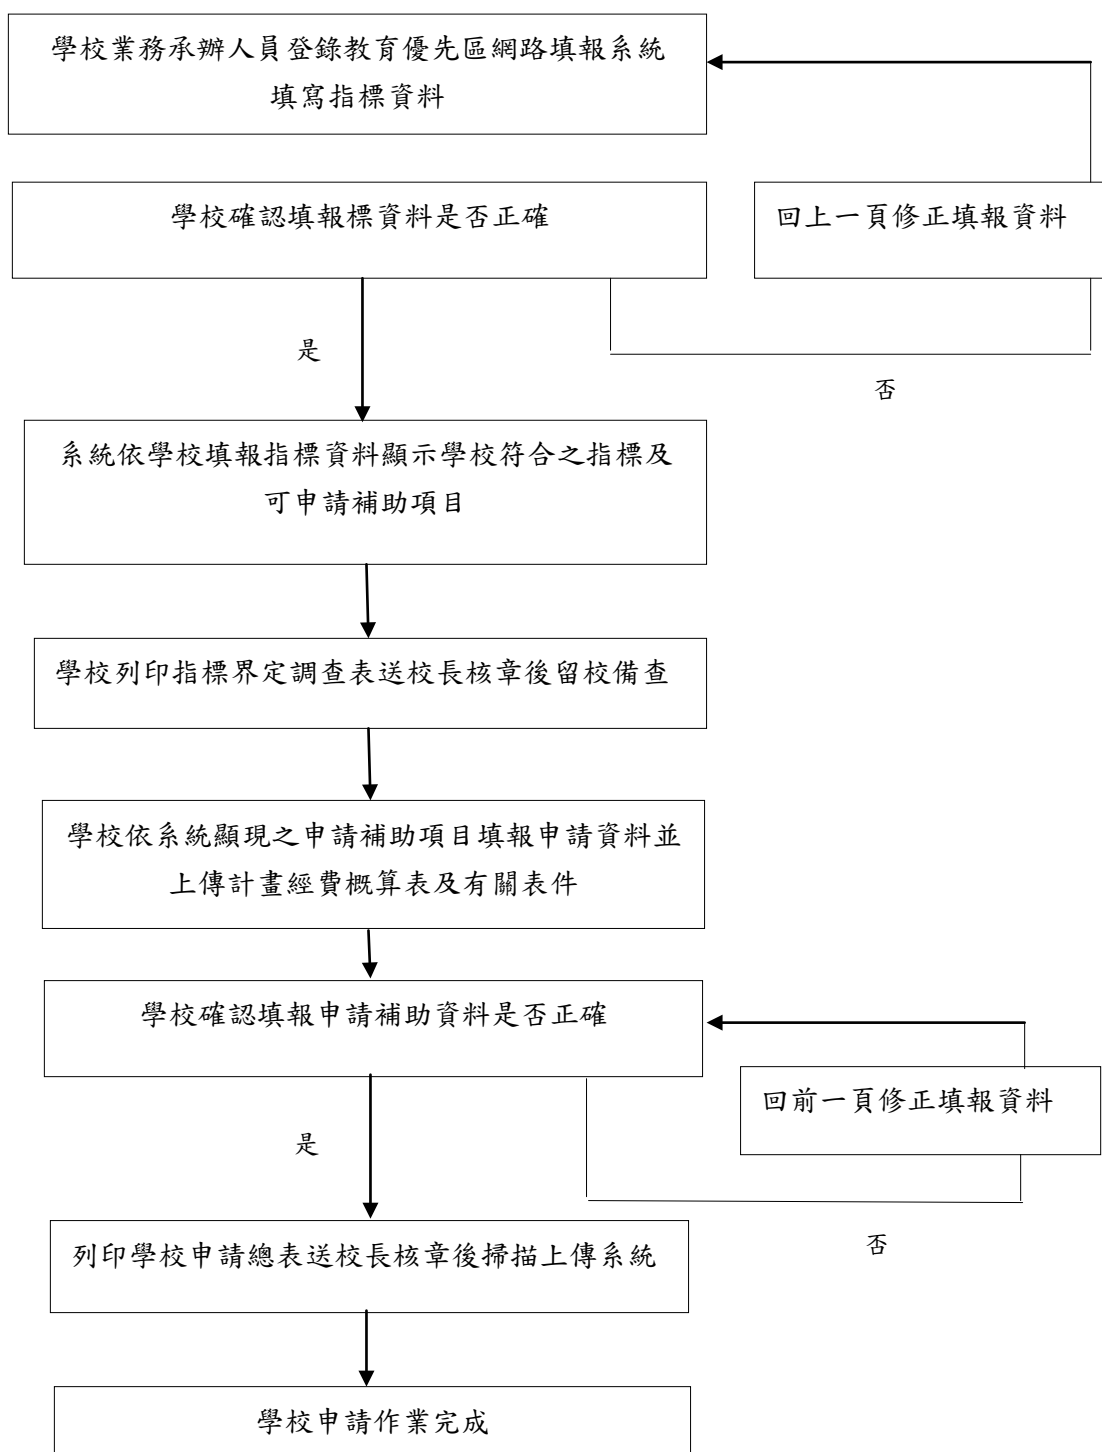 學校業務承辦人員登錄教育優先區網路填報系統
填寫指標資料
學校確認填報標資料是否正確
回上一頁修正填報資料
是
否
系統依學校填報指標資料顯示學校符合之指標及
可申請補助項目
學校列印指標界定調查表送校長核章後留校備查
學校依系統顯現之申請補助項目填報申請資料並
上傳計畫經費概算表及有關表件
學校確認填報申請補助資料是否正確
回前一頁修正填報資料
是
否
列印學校申請總表送校長核章後掃描上傳系統
學校申請作業完成